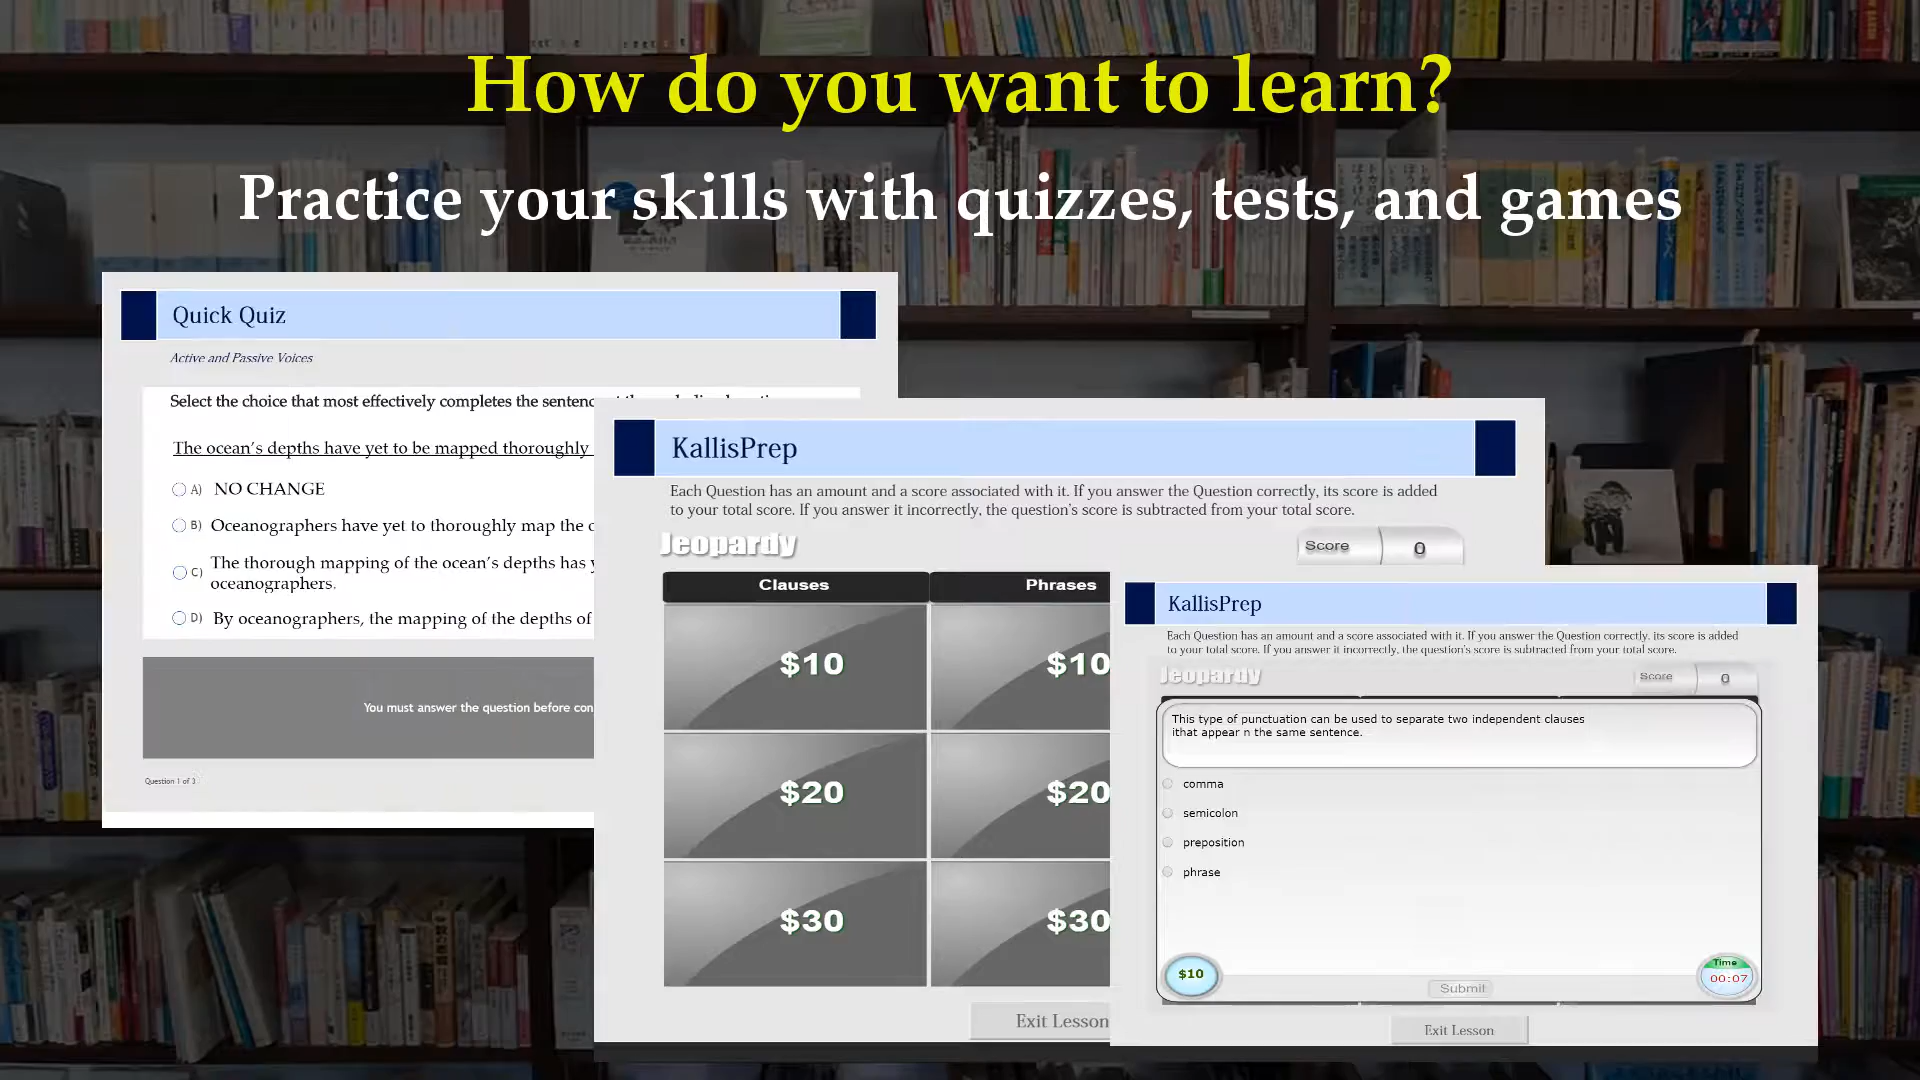 How do you want to learn?
Practice your skills with quizzes, tests, and games
Quick Quiz
Active and Passive Voices
Select the choice that most effectively completes the sentenc
The ocean's depths have yet to be mapped thoroughly
A) NO CHANGE
B) Oceanographers have yet to thoroughly map the o
C) The thorough mapping of the ocean's depths has y
oceanographers.
D) By oceanographers, the mapping of the depths of
You must answer the question before con
Question 1 of 3
KallisPrep
Each Question has an amount and a score associated with it. If you answer the Question correctly, its score is added
to your total score. If you answer it incorrectly, the question's score is subtracted from your total score.
Jeopardy
Score 0
Clauses Phrases
$10 $10
$20 $20
$30 $30
Exit Lesson
KallisPrep
Each Question has an amount and a score associated with it. If you answer the Question correctly, its score is added
to your total score. If you answer it incorrectly, the question's score is subtracted from your total score.
Jeopardy
Score 0
This type of punctuation can be used to separate two independent clauses
ithat appear n the same sentence.
comma
semicolon
preposition
phrase
$10
Submit
Time
00:07
Exit Lesson